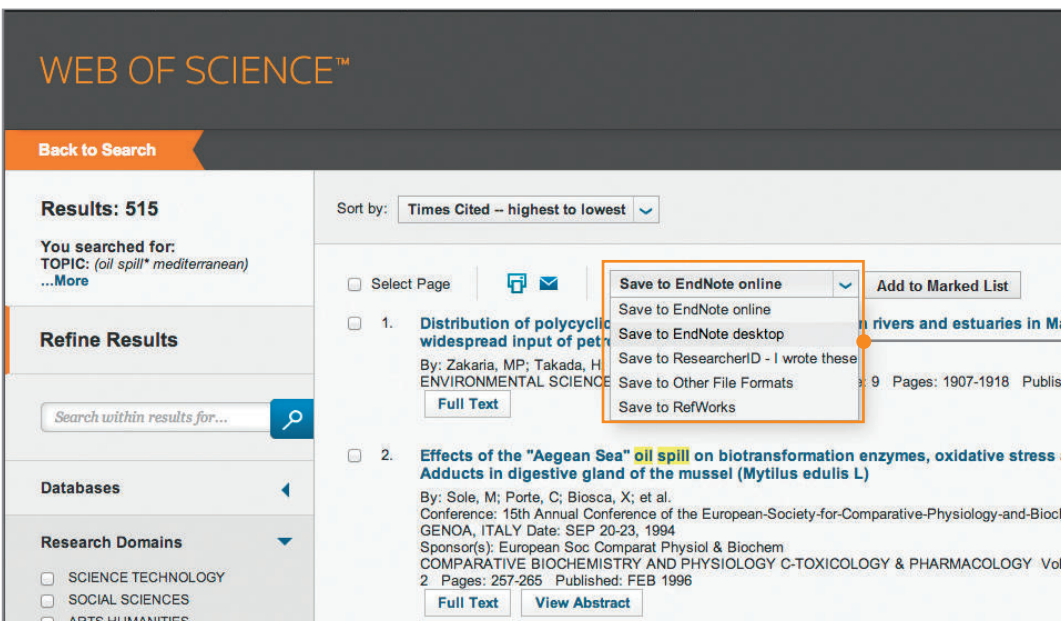 WEB OF SCIENCE™
Back to Search
Results: 515
You searched for:
TOPIC: (oil spill* mediterranean)
...More
Refine Results
Search within results for...
Databases
Research Domains
SCIENCE TECHNOLOGY
SOCIAL SCIENCES
ARTS HUMANITIES
Sort by: Times Cited -- highest to lowest
Select Page
Save to EndNote online
Add to Marked List
Save to EndNote online
Save to EndNote desktop
Save to ResearcherID - I wrote these
Save to Other File Formats
Save to RefWorks
1. Distribution of polycyclic rivers and estuaries in
widespread input of
By: Zakaria, MP; Takada,
ENVIRONMENTAL 9 Pages: 1907-1918
Full Text
2. Effects of the "Aegean Sea" oil spill on biotransformation enzymes, oxidative stress
Adducts in digestive gland of the mussel (Mytilus edulis L)
By: Sole, M; Porte, C; Biosca, X; et al.
Conference: 15th Annual Conference of the European-Society-for-Comparative-Physiology-and-Bioch
GENOA, ITALY Date: SEP 20-23, 1994
Sponsor(s): European Soc Comparat Physiol & Biochem
COMPARATIVE BIOCHEMISTRY AND PHYSIOLOGY C-TOXICOLOGY & PHARMACOLOGY
2 Pages: 257-265 Published: FEB 1996
Full Text
View Abstract